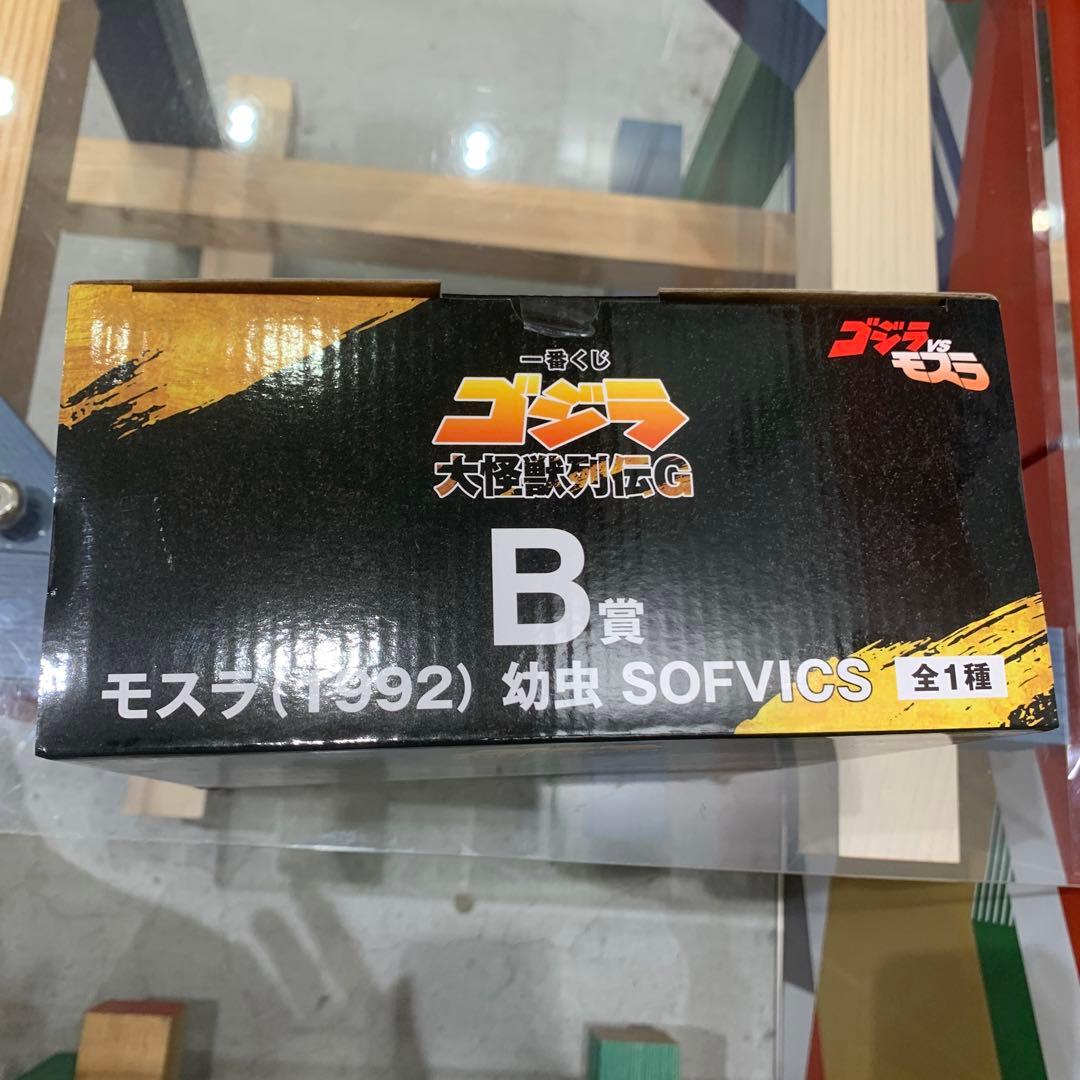 一番くじ
ゴジラ
大怪獣列伝G
ゴジラVS
モスラ
B賞
モスラ(1992) 幼虫 SOFVICS 全1種